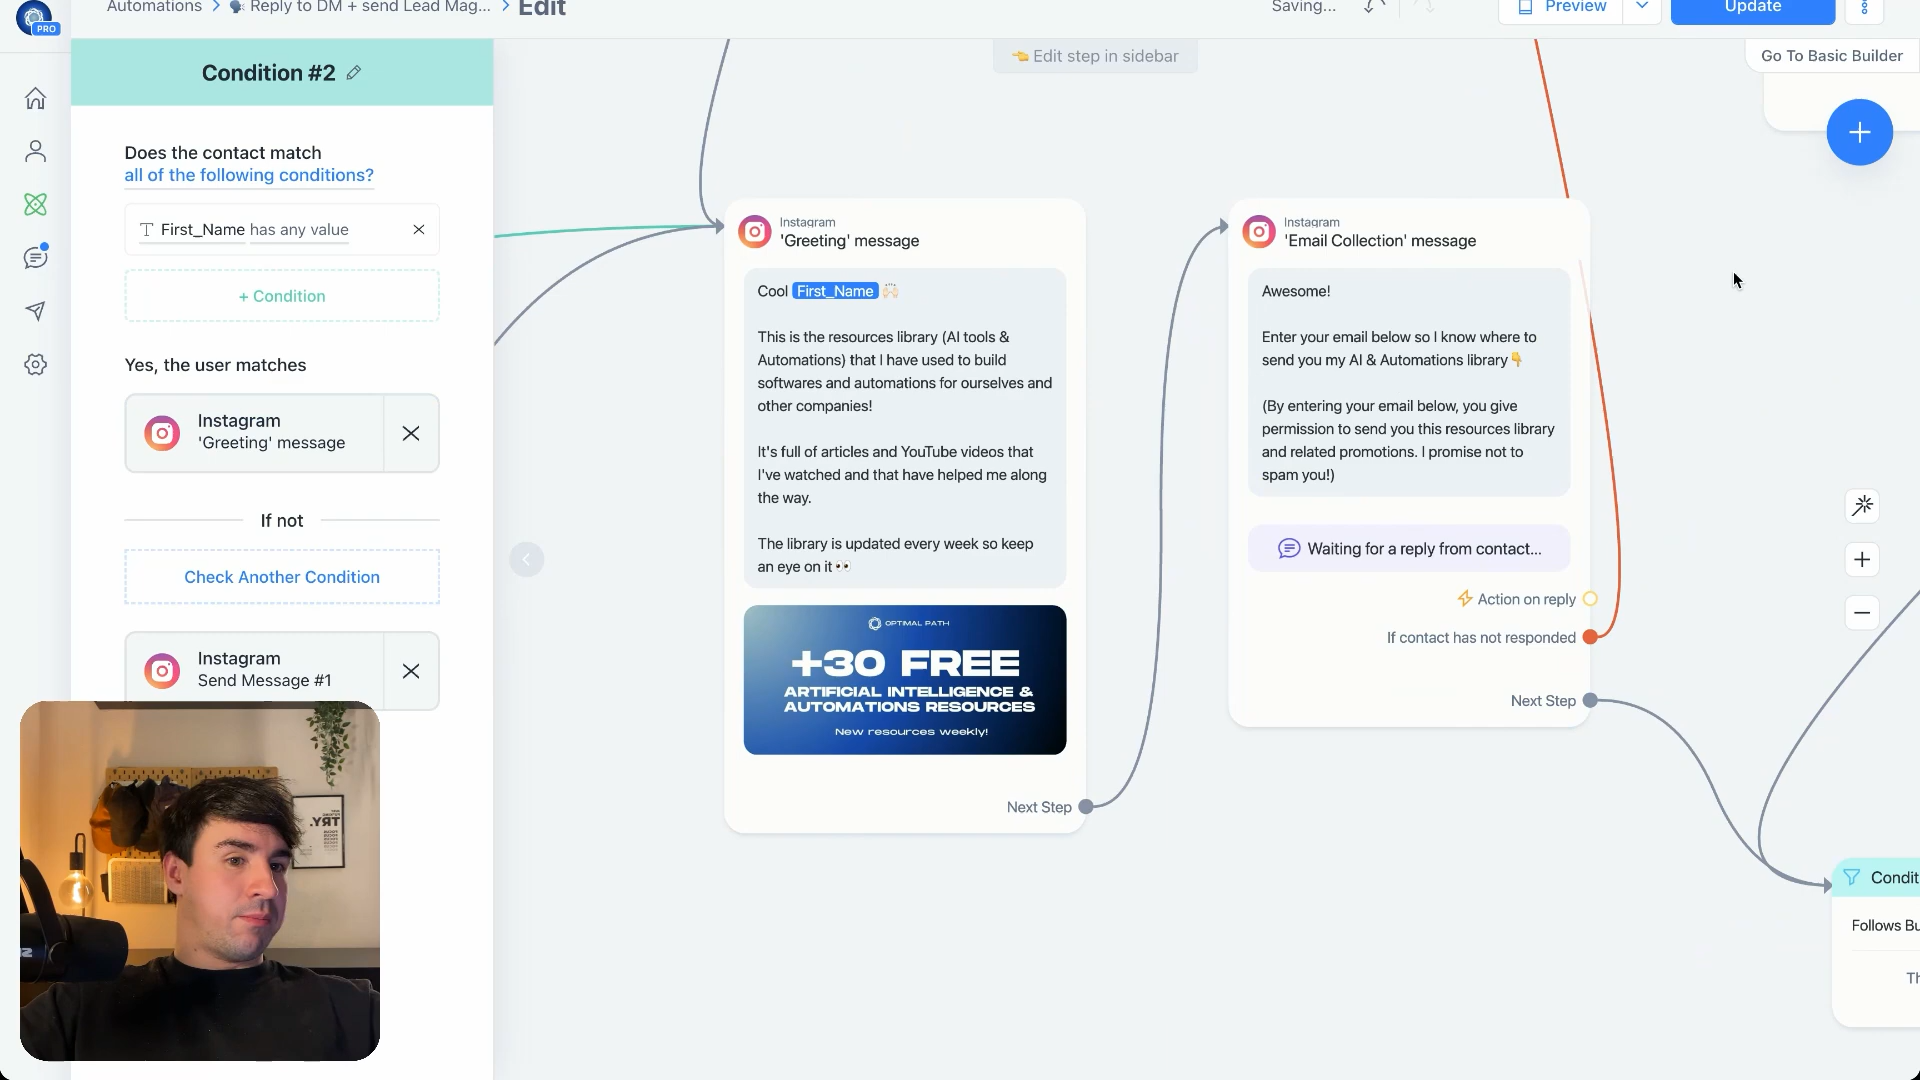 Automations
Reply to DM + send Lead Mag...
Edit
Saving...
Preview
Update
PRO
Condition #2
👈 Edit step in sidebar
Go To Basic Builder
Does the contact match
all of the following conditions?
First_Name has any value
+ Condition
Yes, the user matches
Instagram
'Greeting' message
If not
Check Another Condition
Instagram
Send Message #1
Instagram
'Greeting' message
Cool First_Name 🙌🏻
This is the resources library (AI tools &
Automations) that I have used to build
softwares and automations for ourselves and
other companies!
It's full of articles and YouTube videos that
I've watched and that have helped me along
the way.
The library is updated every week so keep
an eye on it👀
OPTIMAL PATH
+30 FREE
ARTIFICIAL INTELLIGENCE &
AUTOMATIONS RESOURCES
New resources weekly!
Next Step
Instagram
'Email Collection' message
Awesome!
Enter your email below so I know where to
send you my AI & Automations library👇
(By entering your email below, you give
permission to send you this resources library
and related promotions. I promise not to
spam you!)
Waiting for a reply from contact...
Action on reply
If contact has not responded
Next Step
Condit
Follows Bu
Th